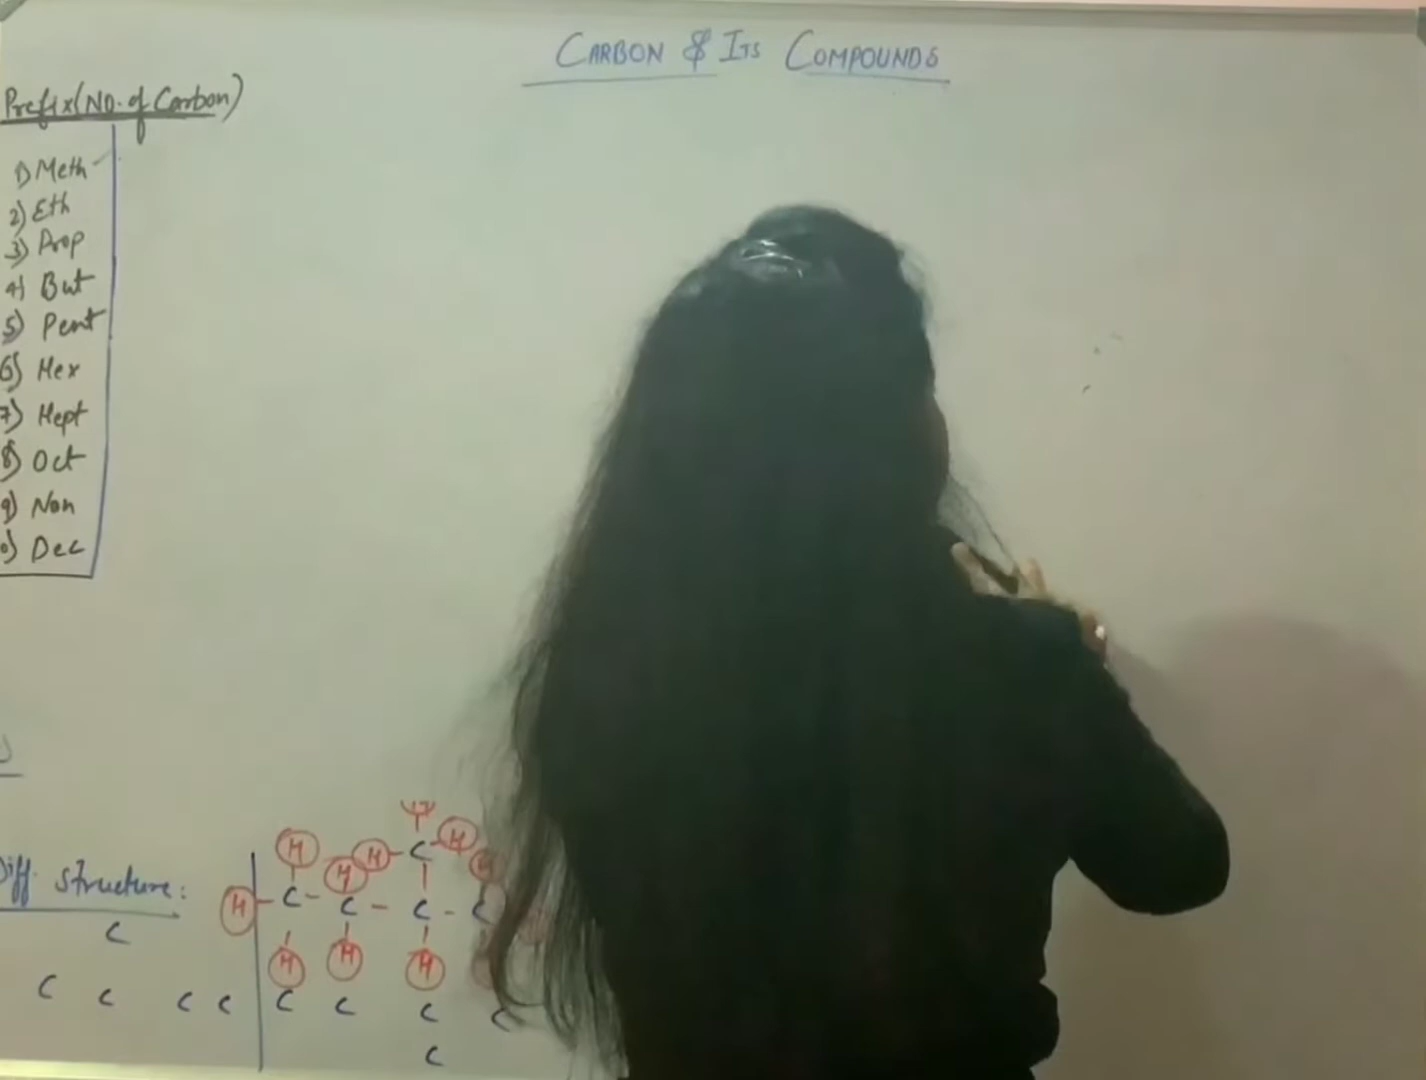 CARBON & ITS COMPOUNDS
Prefix (No. of Carbon)
1) Meth
2) Eth
3) Prop
4) But
5) Pent
6) Hex
7) Hept
8) Oct
9) Non
0) Dec
Diff. structure:
H
H H C H H
H - C - C - C - C
H H H
C
C C C C C C C C
C